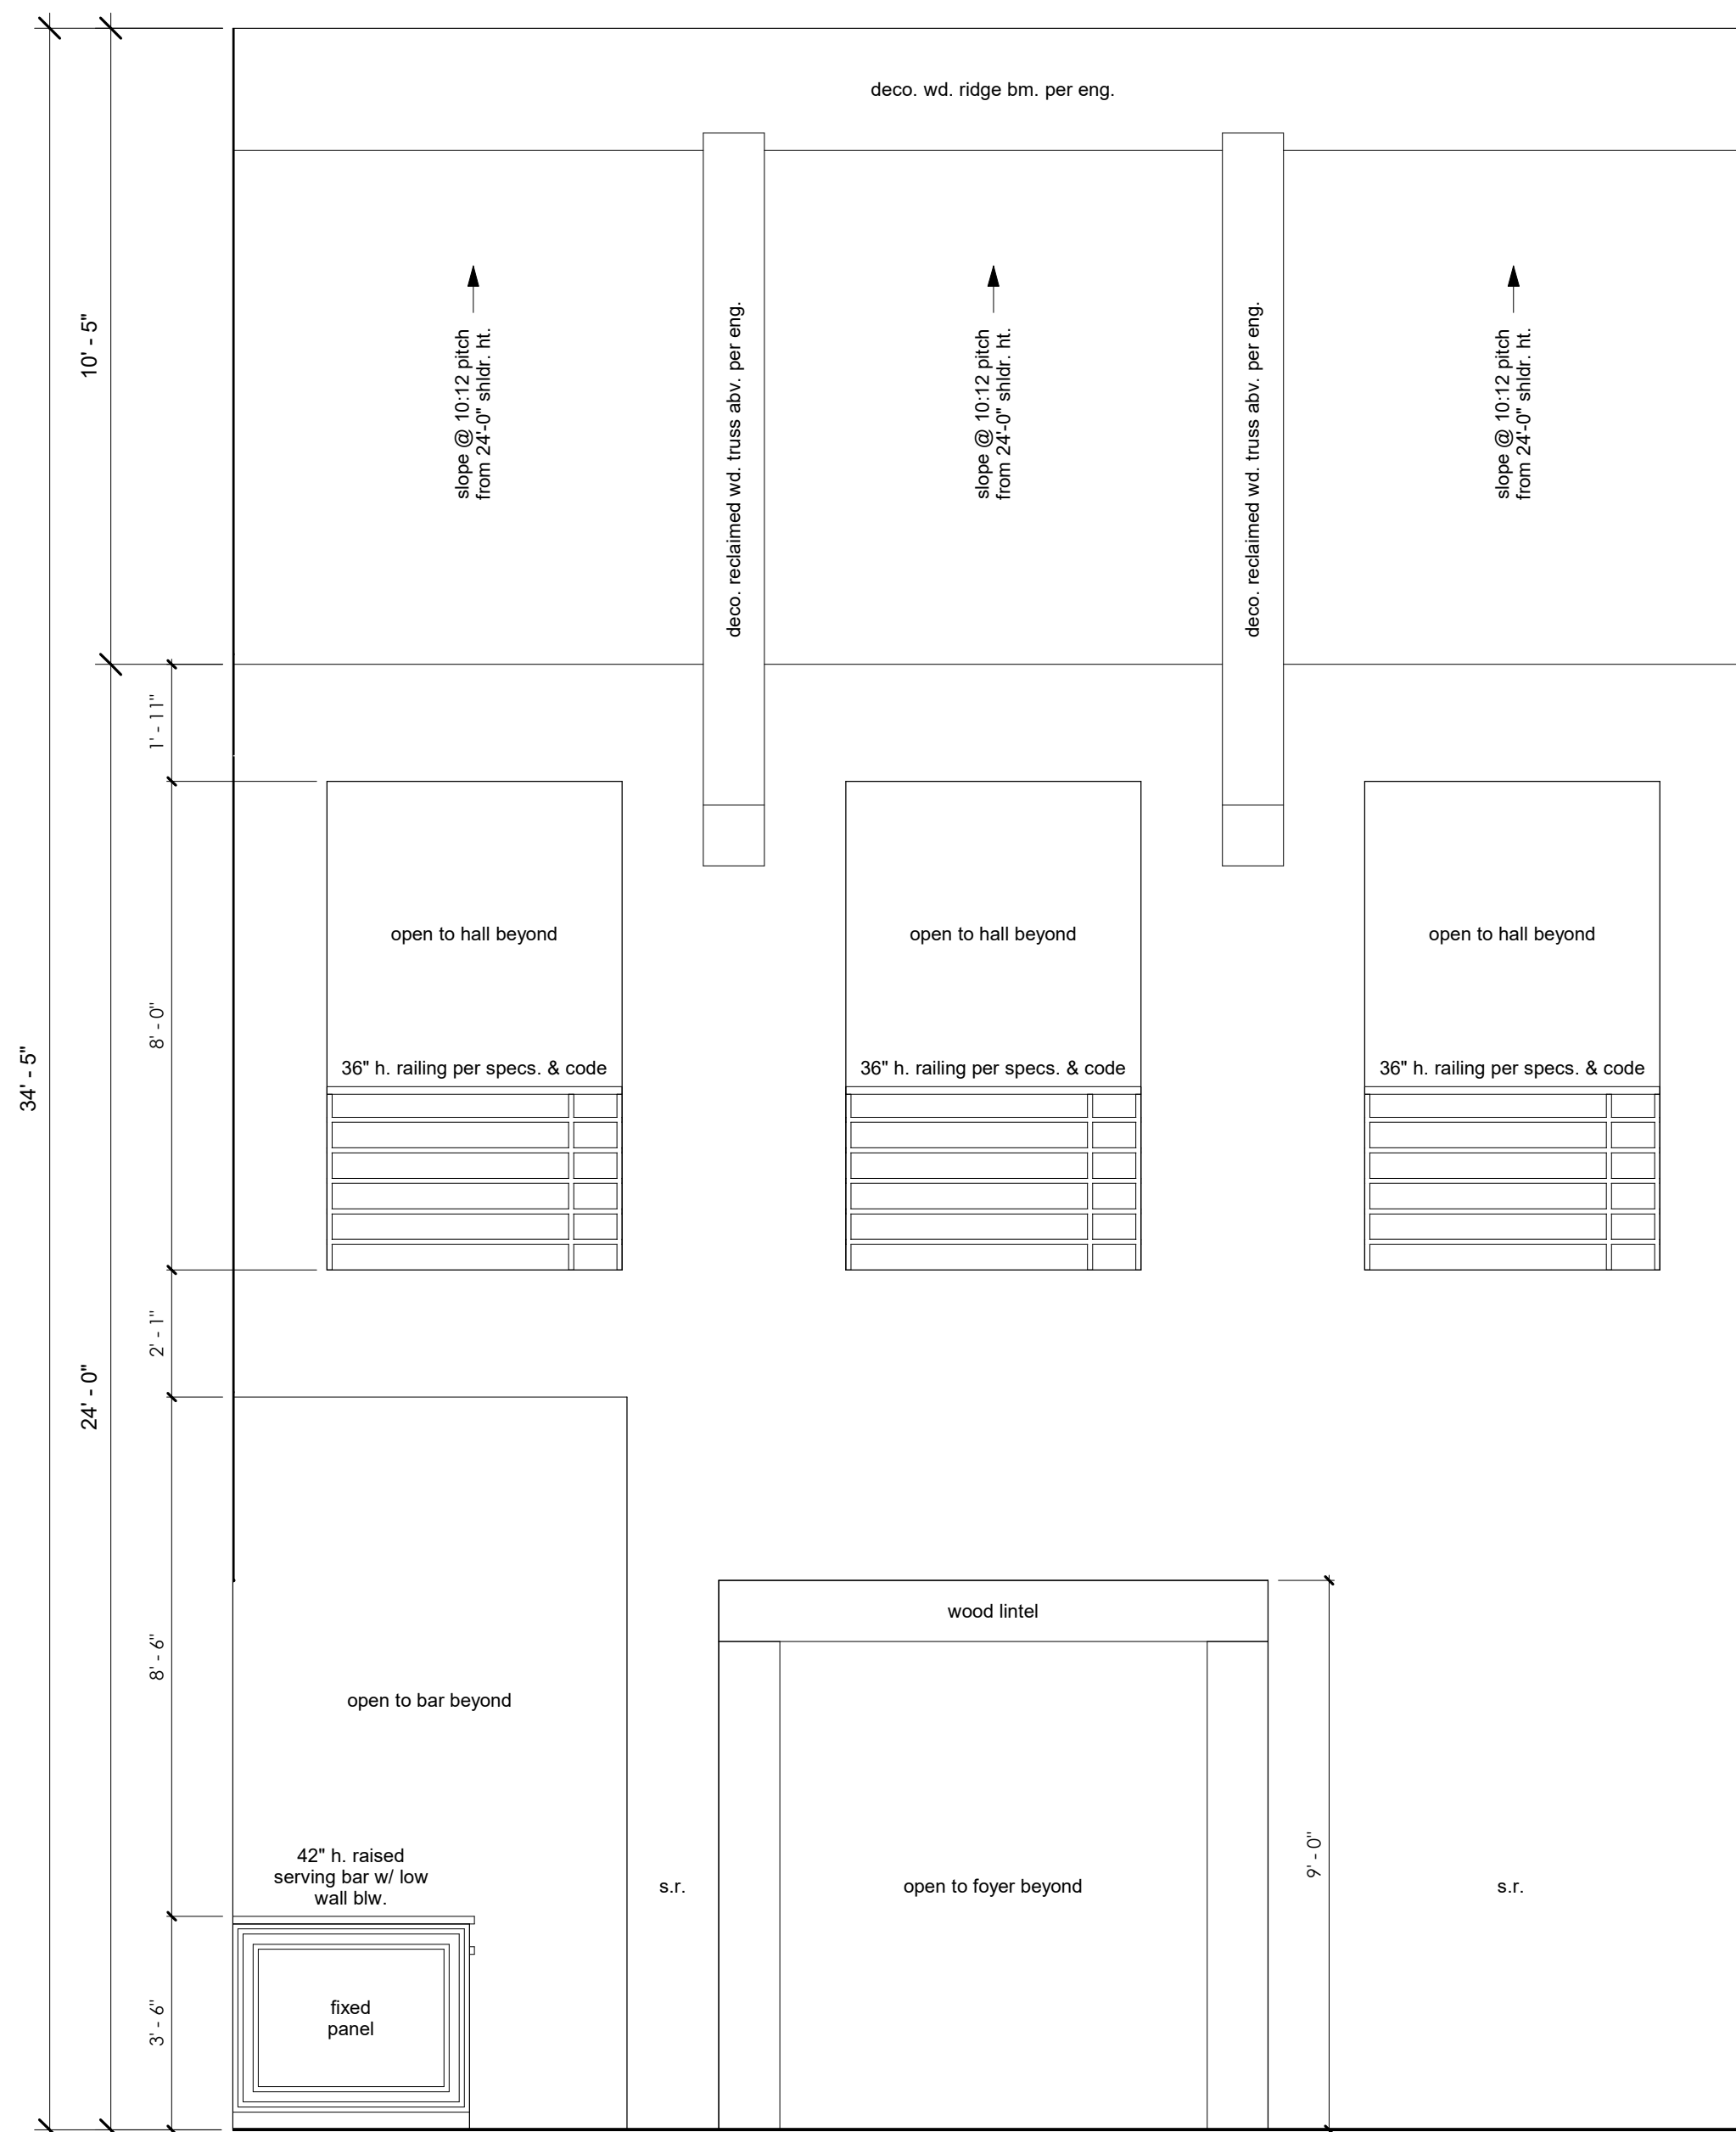 deco. wd. ridge bm. per eng.
10' - 5"
slope @ 10:12 pitch
from 24'-0" shldr. ht.
deco. reclaimed wd. truss abv. per eng.
slope @ 10:12 pitch
from 24'-0" shldr. ht.
deco. reclaimed wd. truss abv. per eng.
slope @ 10:12 pitch
from 24'-0" shldr. ht.
1' - 11"
open to hall beyond
open to hall beyond
open to hall beyond
8' - 0"
34' - 5"
36" h. railing per specs. & code
36" h. railing per specs. & code
36" h. railing per specs. & code
2' - 1"
24' - 0"
wood lintel
8' - 6"
open to bar beyond
42" h. raised
serving bar w/ low
wall blw.
s.r.
open to foyer beyond
9' - 0"
s.r.
3' - 6"
fixed
panel